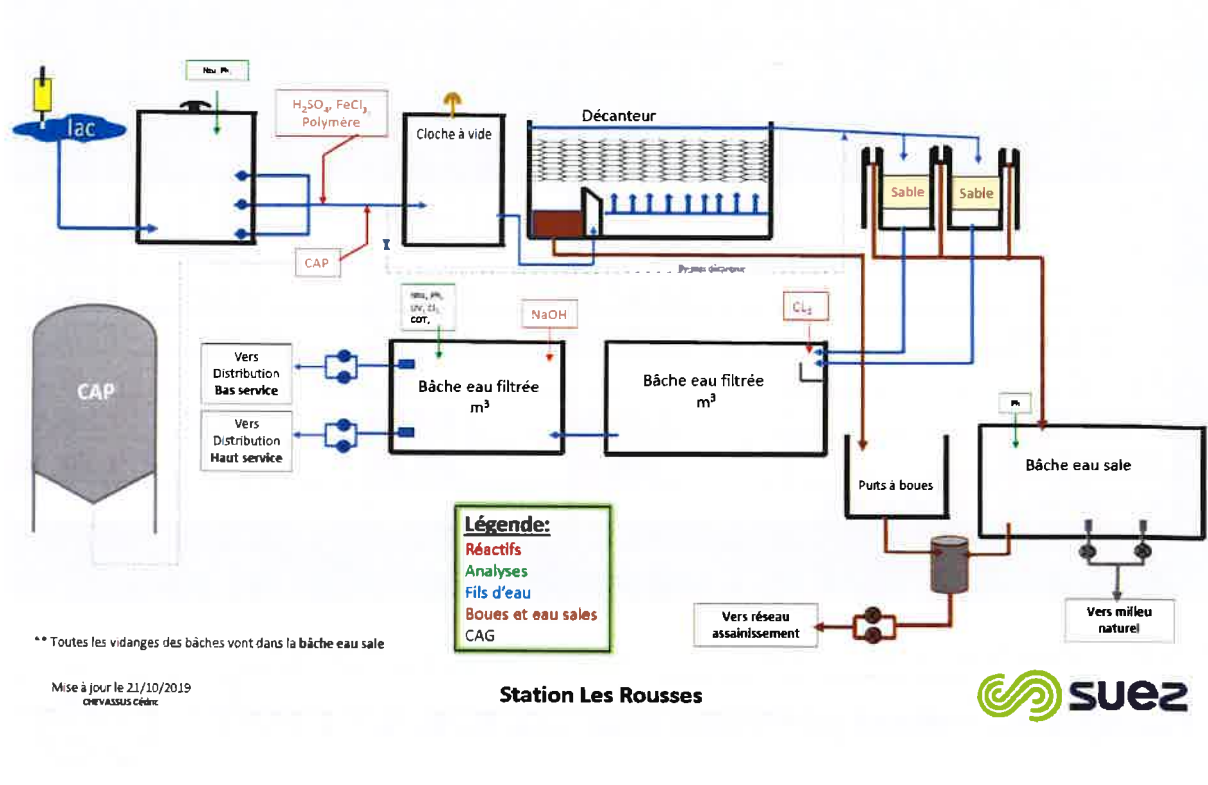 lac
H₂SO₄, FeCl₃,
Polymère
CAP
Cloche à vide
Décanteur
Sable
Sable
CAP
Vers
Distribution
Bas service
Vers
Distribution
Haut service
COT,
NaOH
Bâche eau filtrée
m³
CL₂
Bâche eau filtrée
m³
Puits à boues
Ph
Bâche eau sale
Légende:
Réactifs
Analyses
Fils d'eau
Boues et eau sales
CAG
Vers réseau
assainissement
Vers milieu
naturel
** Toutes les vidanges des bâches vont dans la bâche eau sale
Mise à jour le 21/10/2019
CHEVASSUS Cédric
Station Les Rousses
suez